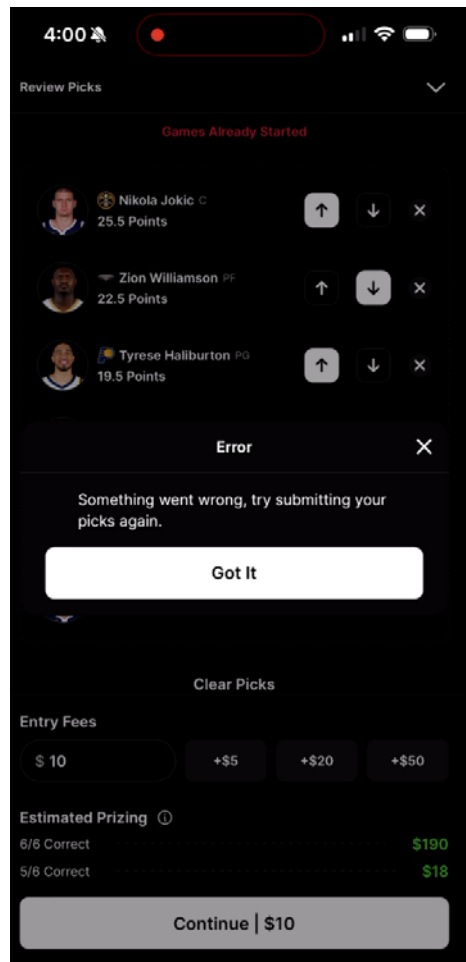 4:00
Review Picks
Games Already Started
Nikola Jokic C
25.5 Points
Zion Williamson PF
22.5 Points
Tyrese Haliburton PG
19.5 Points
Error
Something went wrong, try submitting your
picks again.
Got It
Clear Picks
Entry Fees
$ 10
+$5
+$20
+$50
Estimated Prizing
6/6 Correct
$190
5/6 Correct
$18
Continue | $10